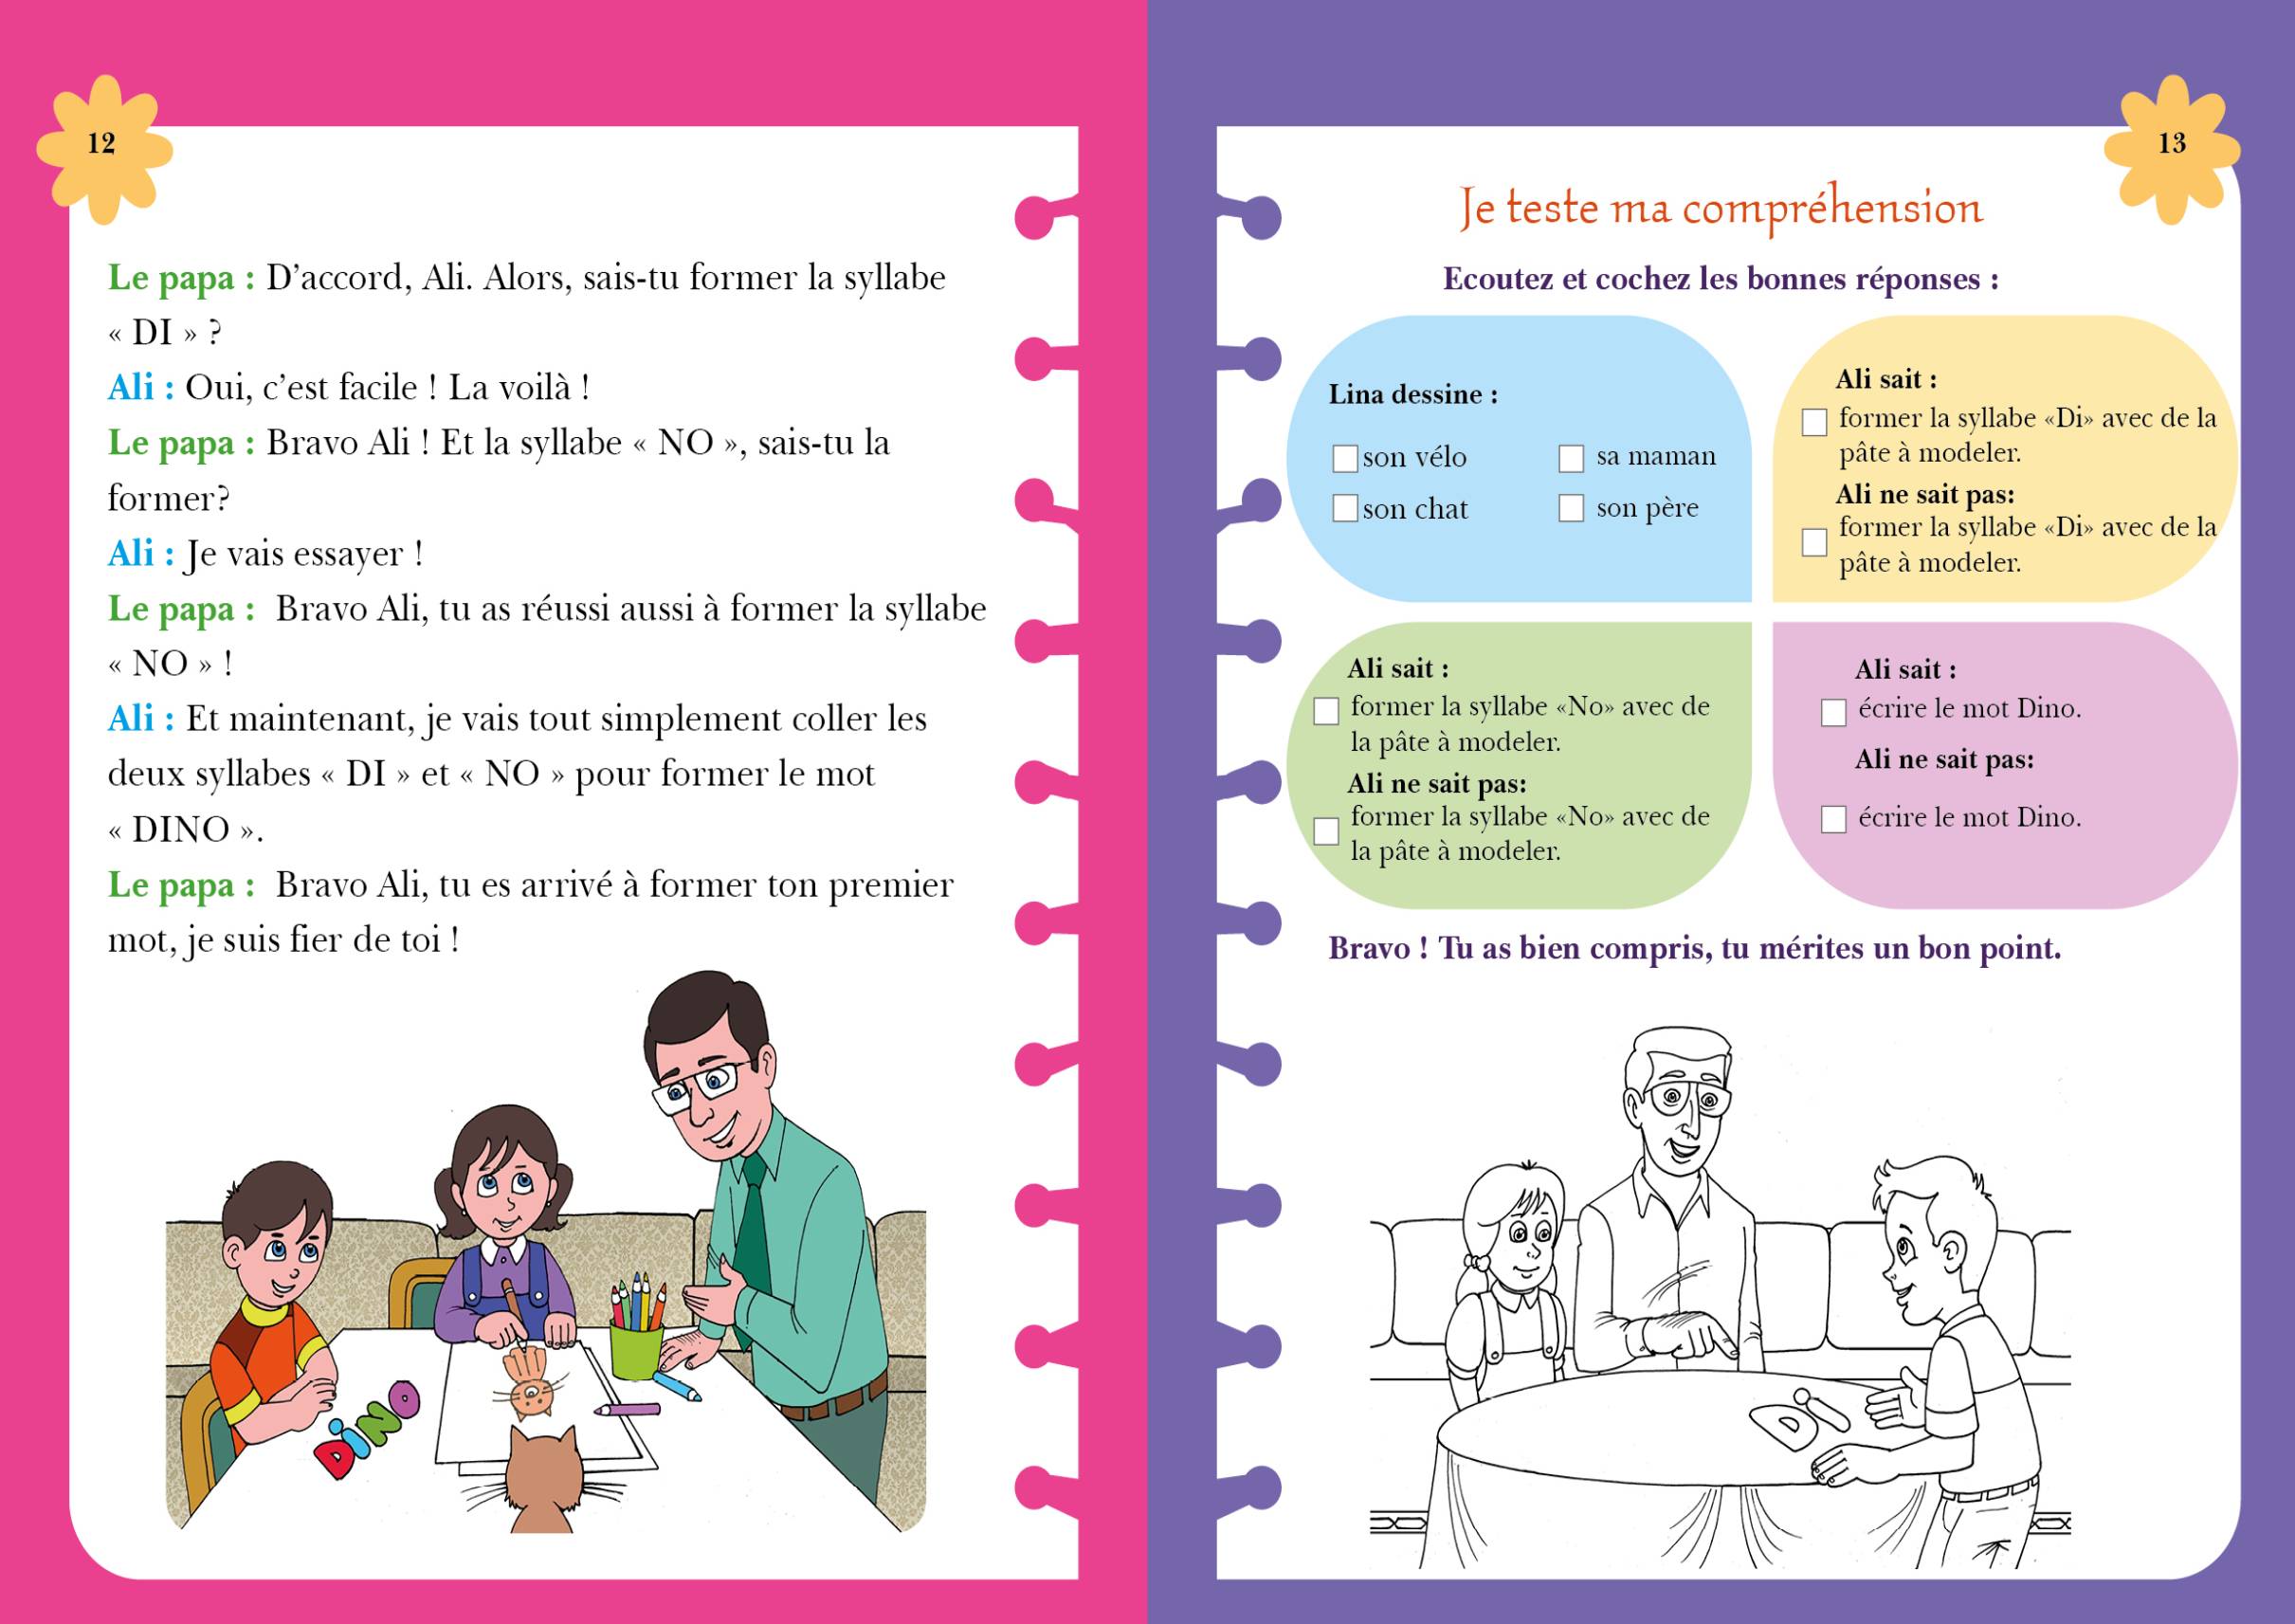 12
Le papa : D'accord, Ali. Alors, sais-tu former la syllabe
« DI » ?
Ali : Oui, c'est facile ! La voilà !
Le papa : Bravo Ali ! Et la syllabe « NO », sais-tu la
former?
Ali : Je vais essayer !
Le papa :  Bravo Ali, tu as réussi aussi à former la syllabe
« NO » !
Ali : Et maintenant, je vais tout simplement coller les
deux syllabes « DI » et « NO » pour former le mot
« DINO ».
Le papa :  Bravo Ali, tu es arrivé à former ton premier
mot, je suis fier de toi !
DiNO
13
Je teste ma compréhension
Ecoutez et cochez les bonnes réponses :
Lina dessine :
son vélo
sa maman
son chat
son père
Ali sait :
former la syllabe «Di» avec de la
pâte à modeler.
Ali ne sait pas:
former la syllabe «Di» avec de la
pâte à modeler.
Ali sait :
former la syllabe «No» avec de
la pâte à modeler.
Ali ne sait pas:
former la syllabe «No» avec de
la pâte à modeler.
Ali sait :
écrire le mot Dino.
Ali ne sait pas:
écrire le mot Dino.
Bravo ! Tu as bien compris, tu mérites un bon point.
Di